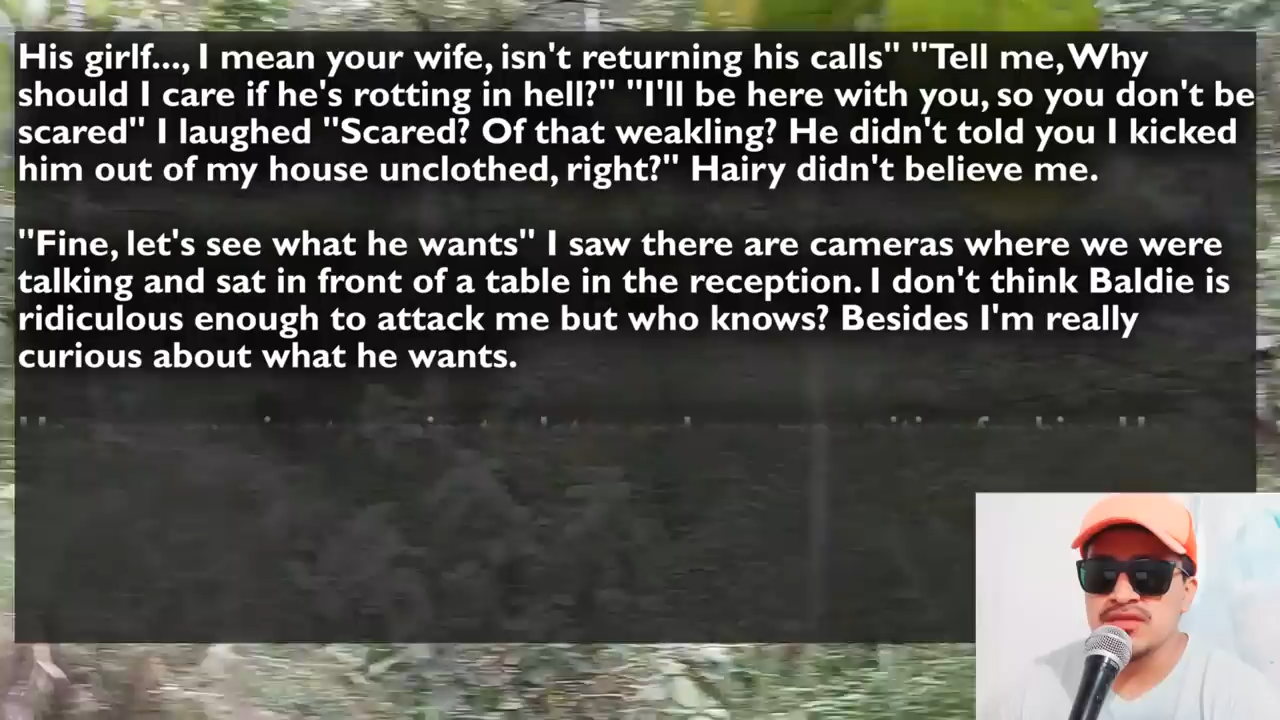 His girlf..., I mean your wife, isn't returning his calls" "Tell me, Why
should I care if he's rotting in hell?" "I'll be here with you, so you don't be
scared" I laughed "Scared? Of that weakling? He didn't told you I kicked
him out of my house unclothed, right?" Hairy didn't believe me.
"Fine, let's see what he wants" I saw there are cameras where we were
talking and sat in front of a table in the reception. I don't think Baldie is
ridiculous enough to attack me but who knows? Besides I'm really
curious about what he wants.